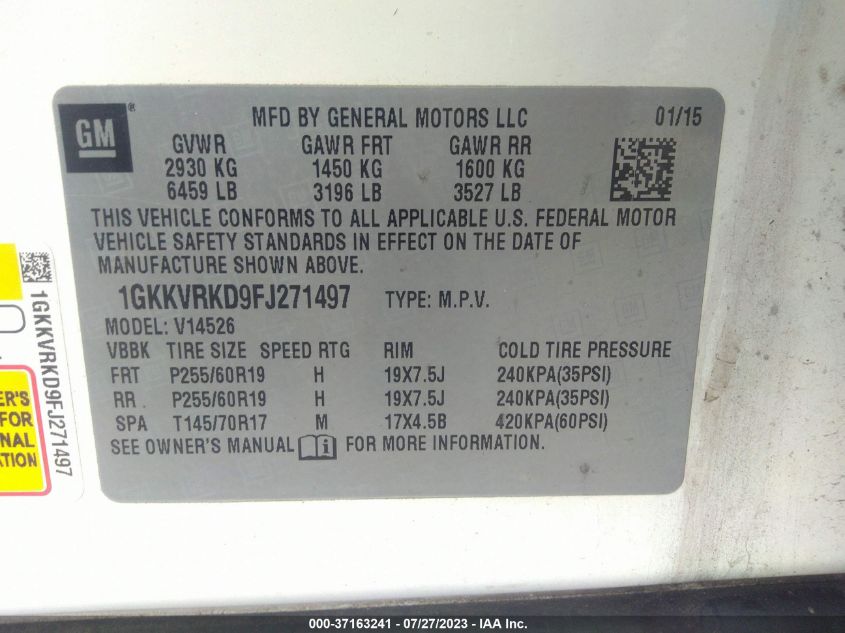 GM ®
MFD BY GENERAL MOTORS LLC 01/15
GVWR GAWR FRT GAWR RR
2930 KG 1450 KG 1600 KG
6459 LB 3196 LB 3527 LB
THIS VEHICLE CONFORMS TO ALL APPLICABLE U.S. FEDERAL MOTOR
VEHICLE SAFETY STANDARDS IN EFFECT ON THE DATE OF
MANUFACTURE SHOWN ABOVE.
1GKKVRKD9FJ271497 TYPE: M.P.V.
MODEL: V14526
VBBK TIRE SIZE SPEED RTG RIM COLD TIRE PRESSURE
FRT P255/60R19 H 19X7.5J 240KPA(35PSI)
RR P255/60R19 H 19X7.5J 240KPA(35PSI)
SPA T145/70R17 M 17X4.5B 420KPA(60PSI)
SEE OWNER'S MANUAL i FOR MORE INFORMATION.
1GKKVRKD9FJ271497
ER'S
FOR
NAL
TION
000-37163241 - 07/27/2023 - IAA Inc.